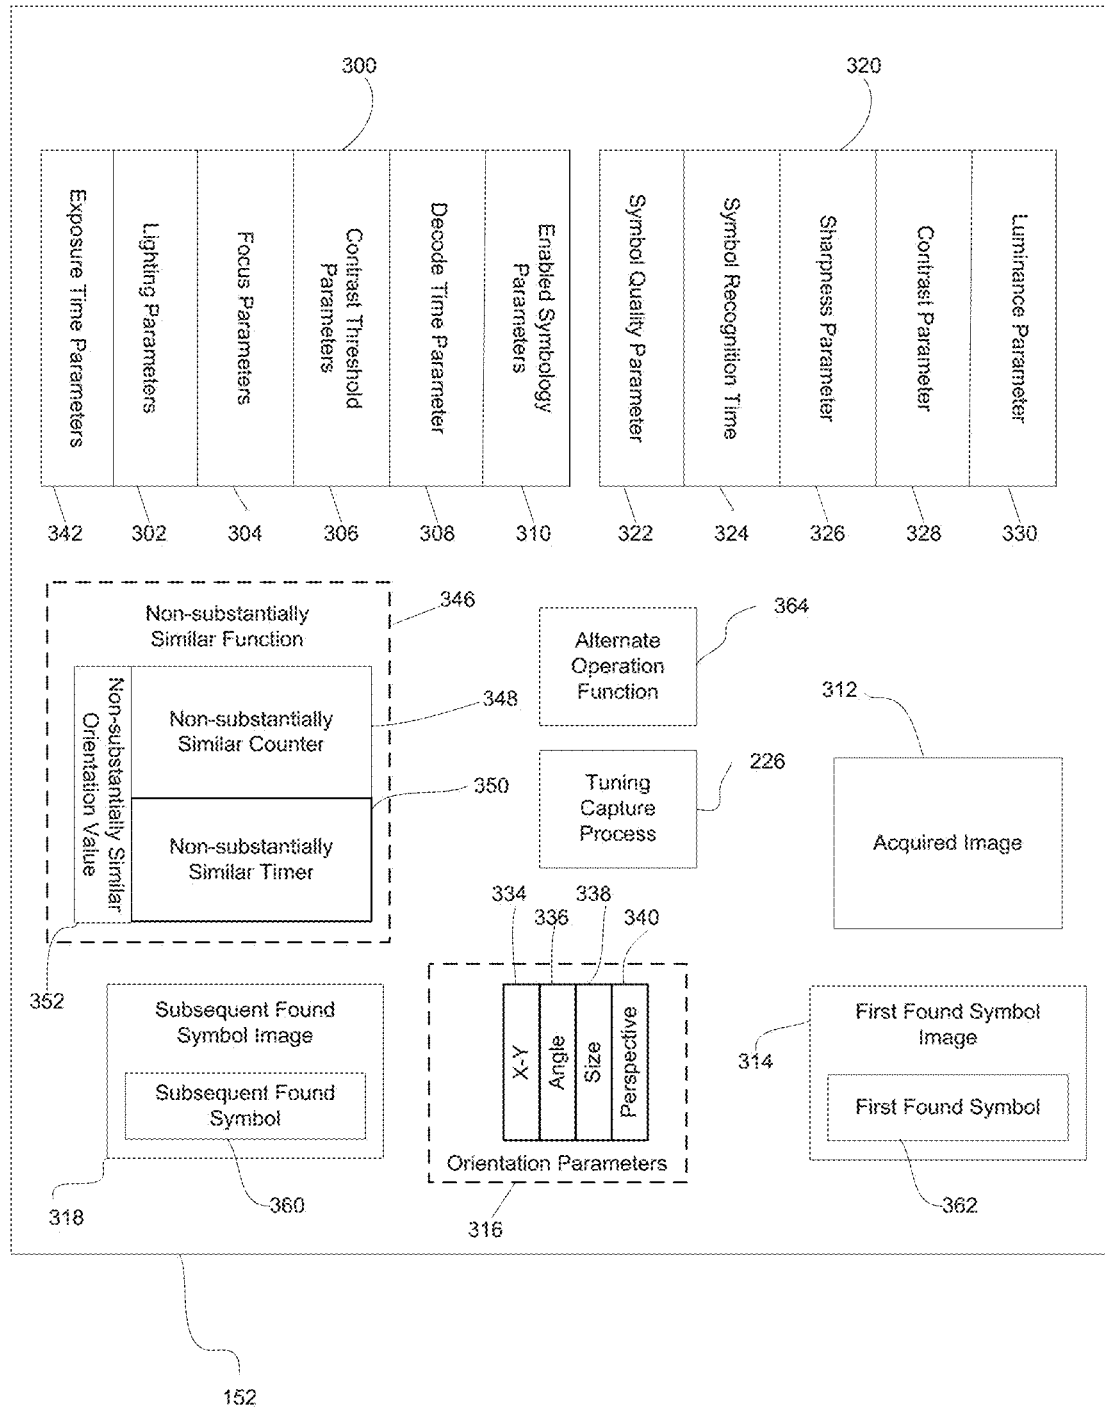 300
320
Exposure Time Parameters
Lighting Parameters
Focus Parameters
Contrast Threshold
Parameters
Decode Time Parameter
Enabled Symbology
Parameters
Symbol Quality Parameter
Symbol Recognition Time
Sharpness Parameter
Contrast Parameter
Luminance Parameter
342
302
304
306
308
310
322
324
326
328
330
Non-substantially
Similar Function
346
Non-substantially Similar
Orientation Value
Non-substantially
Similar Counter
348
Non-substantially
Similar Timer
350
352
Alternate
Operation
Function
364
Tuning
Capture
Process
226
312
Acquired Image
334
336
338
340
X-Y
Angle
Size
Perspective
Orientation Parameters
316
Subsequent Found
Symbol Image
Subsequent Found
Symbol
318
360
First Found Symbol
Image
First Found Symbol
314
362
152